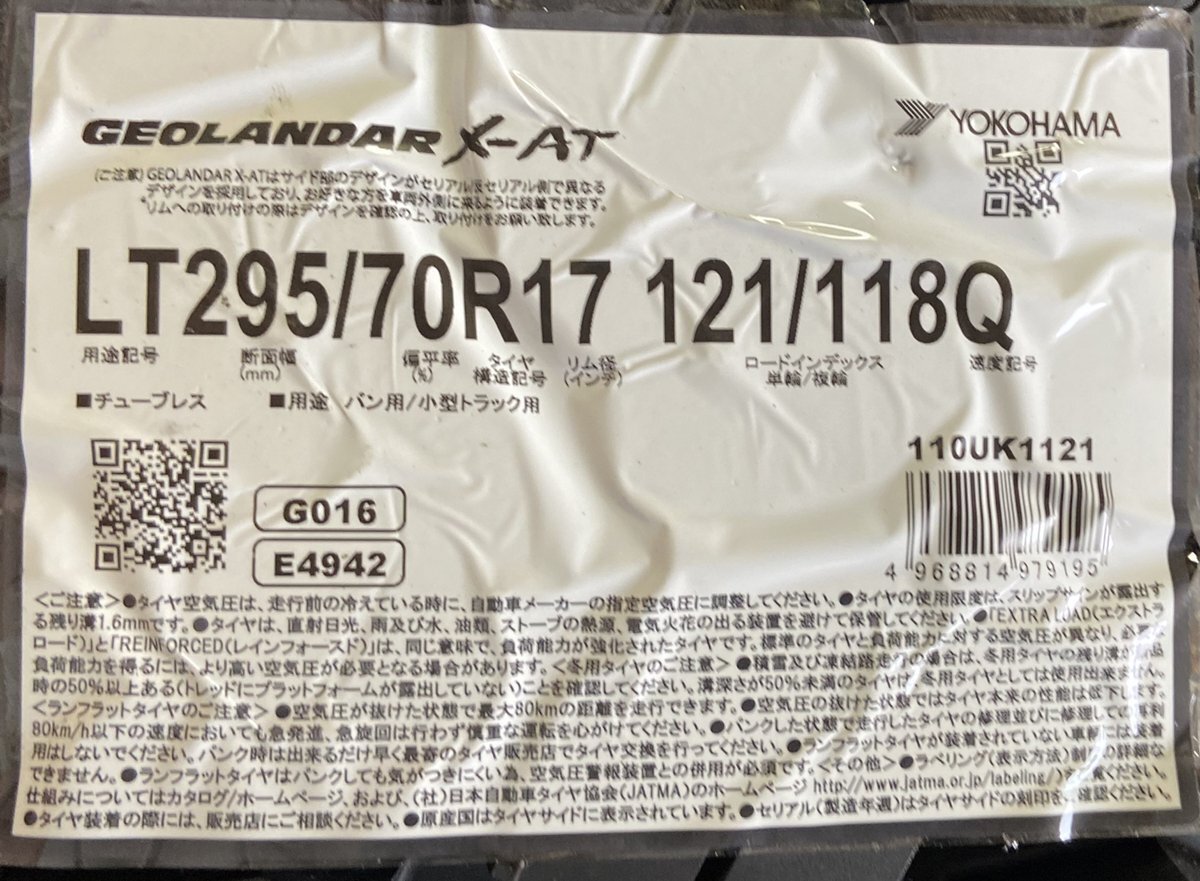 GEOLANDAR X-AT
YOKOHAMA
(ご注意) GEOLANDAR X-ATはサイド部のデザインがセリアル/反セリアル側で異なる
デザインを採用しており、お好きな方を車両外側に来るように装着できます。
*リムへの取り付けの際はデザインを確認の上、取り付けをお願い致します。
LT295/70R17 121/118Q
用途記号 断面幅 (mm) 偏平率 (%) タイヤ 構造記号 リム径 (インチ) ロードインデックス 単輪/複輪 速度記号
■チューブレス ■用途 バン用/小型トラック用
110UK1121
G016
E4942
4 968814 979195
<ご注意>●タイヤ空気圧は、走行前の冷えている時に、自動車メーカーの指定空気圧に調整してください。●タイヤの使用限度は、スリップサインが露出す
る残り溝1.6mmです。●タイヤは、直射日光、雨及び水、油類、ストーブの熱源、電気火花の出る装置を避けて保管してください。●「EXTRA LOAD(エクストラ
ロード)」と「REINFORCED(レインフォースド)」は、同じ意味で、負荷能力が強化されたタイヤです。標準のタイヤと負荷能力に対する空気圧が異なり、必要な
負荷能力を得るには、より高い空気圧が必要となる場合があります。<冬用タイヤのご注意>●積雪及び凍結路走行の場合は、冬用タイヤの残り溝が新品
時の50%以上ある(トレッドにプラットフォームが露出していない)ことを確認してください。溝深さが50%未満のタイヤは、冬用タイヤとしては使用出来ません。
<ランフラットタイヤのご注意>●空気圧が抜けた状態で最大80kmの距離を走行できます。●空気圧の抜けた状態ではタイヤ本来の性能は低下します。
80km/h以下の速度においても急発進、急旋回は行わず慎重な運転を心がけてください。●パンクした状態で走行したタイヤの修理並びに修理しての再利
用はしないでください。パンク時は出来るだけ早く最寄のタイヤ販売店でタイヤ交換を行ってください。●ランフラットタイヤが装着されていない車輌には装着
できません。●ランフラットタイヤはパンクしても気がつきにくい為、空気圧警報装置との併用が必須です。<その他>●ラベリング(表示方法)制度の詳細な
仕組みについてはカタログ/ホームページ、および、(社)日本自動車タイヤ協会(JATMA)のホームページ http://www.jatma.or.jp/labeling/)をご覧ください。
●タイヤ装着の際には、販売店にご相談ください。●原産国はタイヤサイドに表示されています。●セリアル(製造年週)はタイヤサイドの刻印を、確認ください。